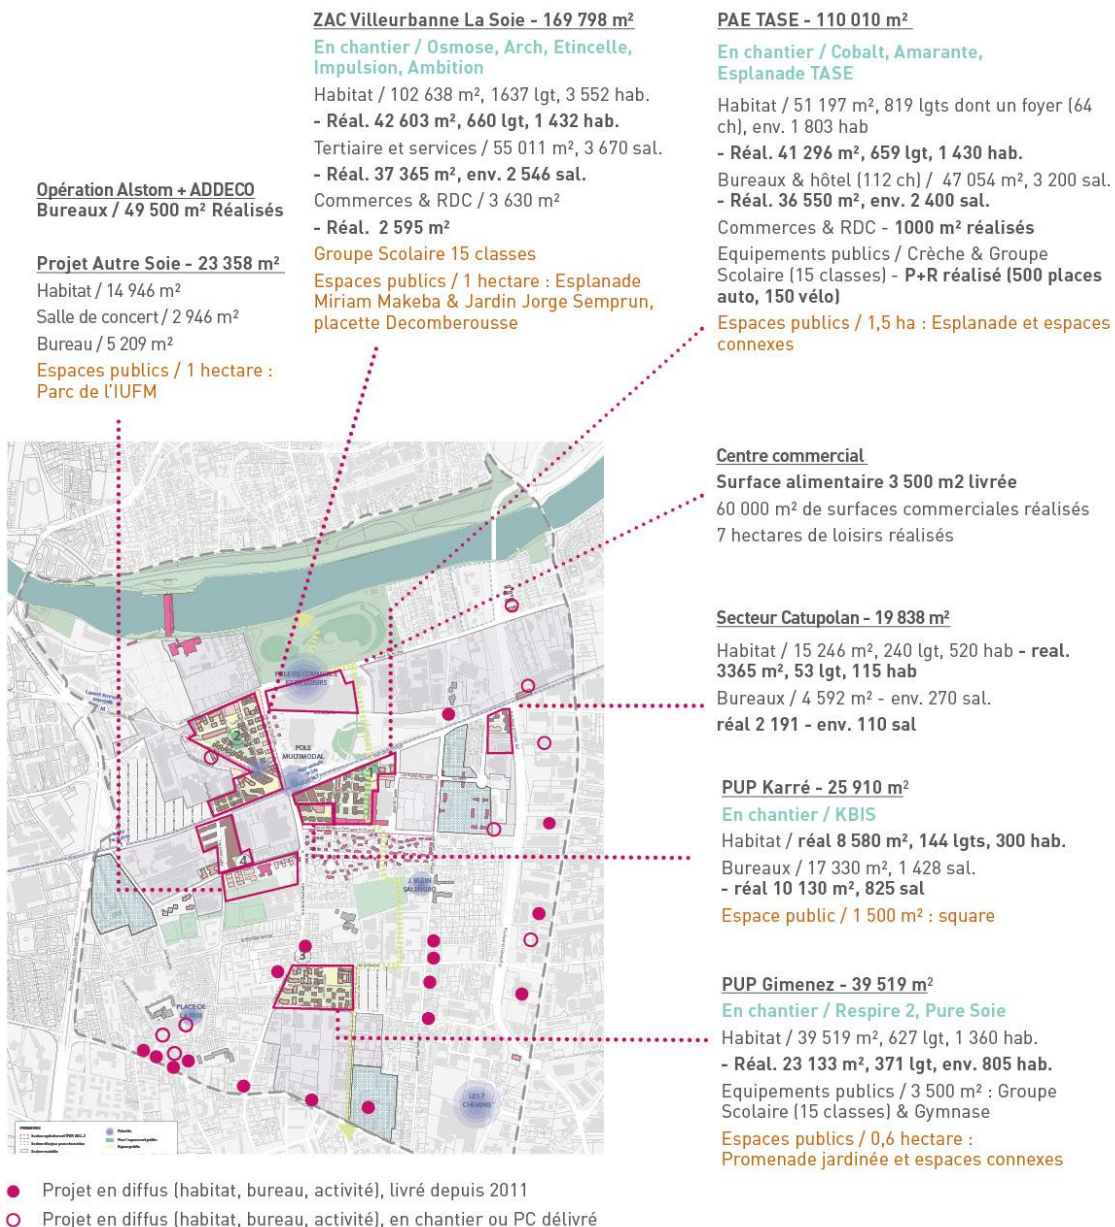 ZAC Villeurbanne La Soie - 169 798 m²
En chantier / Osmose, Arch, Etincelle,
Impulsion, Ambition
Habitat / 102 638 m², 1637 lgt, 3 552 hab.
- Réal. 42 603 m², 660 lgt, 1 432 hab.
Tertiaire et services / 55 011 m², 3 670 sal.
- Réal. 37 365 m², env. 2 546 sal.
Commerces & RDC / 3 630 m²
- Réal. 2 595 m²
Groupe Scolaire 15 classes
Espaces publics / 1 hectare : Esplanade
Miriam Makeba & Jardin Jorge Semprun,
placette Decomberousse
PAE TASE - 110 010 m²
En chantier / Cobalt, Amarante,
Esplanade TASE
Habitat / 51 197 m², 819 lgts dont un foyer (64
ch), env. 1 803 hab
- Réal. 41 296 m², 659 lgt, 1 430 hab.
Bureaux & hôtel (112 ch) / 47 054 m², 3 200 sal.
- Réal. 36 550 m², env. 2 400 sal.
Commerces & RDC - 1000 m² réalisés
Equipements publics / Crèche & Groupe
Scolaire (15 classes) - P+R réalisé (500 places
auto, 150 vélo)
Espaces publics / 1,5 ha : Esplanade et espaces
connexes
Opération Alstom + ADDECO
Bureaux / 49 500 m² Réalisés
Projet Autre Soie - 23 358 m²
Habitat / 14 946 m²
Salle de concert / 2 946 m²
Bureau / 5 209 m²
Espaces publics / 1 hectare :
Parc de l'IUFM
Centre commercial
Surface alimentaire 3 500 m2 livrée
60 000 m² de surfaces commerciales réalisés
7 hectares de loisirs réalisés
Secteur Catupolan - 19 838 m²
Habitat / 15 246 m², 240 lgt, 520 hab - real.
3365 m², 53 lgt, 115 hab
Bureaux / 4 592 m² - env. 270 sal.
réal 2 191 - env. 110 sal
PUP Karré - 25 910 m²
En chantier / KBIS
Habitat / réal 8 580 m², 144 lgts, 300 hab.
Bureaux / 17 330 m², 1 428 sal.
- réal 10 130 m², 825 sal
Espace public / 1 500 m² : square
PUP Gimenez - 39 519 m²
En chantier / Respire 2, Pure Soie
Habitat / 39 519 m², 627 lgt, 1 360 hab.
- Réal. 23 133 m², 371 lgt, env. 805 hab.
Equipements publics / 3 500 m² : Groupe
Scolaire (15 classes) & Gymnase
Espaces publics / 0,6 hectare :
Promenade jardinée et espaces connexes
POLE DE COMMERCE
ET DE LOISIRS
2
POLE
MULTIMODAL
1
4
J. BLEIN
SALENGRO
3
PLACE DE
LA PAIX
LES 7
CHEMINS
Projet en diffus (habitat, bureau, activité), livré depuis 2011
Projet en diffus (habitat, bureau, activité), en chantier ou PC délivré